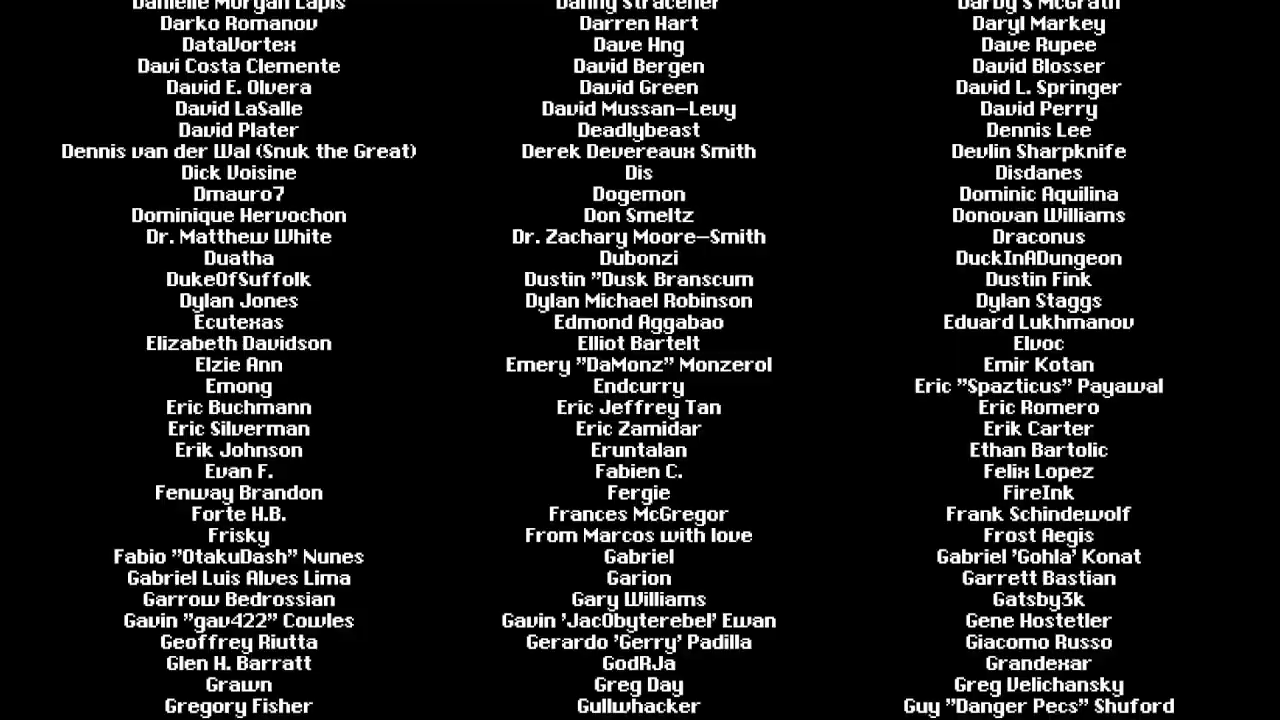 Danielle Morgan Lapis Danny Stracener Darby S McGrath
Darko Romanov Darren Hart Daryl Markey
DataVortex Dave Hng Dave Rupee
Davi Costa Clemente David Bergen David Blosser
David E. Olvera David Green David L. Springer
David LaSalle David Mussan-Levy David Perry
David Plater Deadlybeast Dennis Lee
Dennis van der Wal (Snuk the Great) Derek Devereaux Smith Devlin Sharpknife
Dick Voisine Dis Disdanes
Dmauro7 Dogemon Dominic Aquilina
Dominique Hervochon Don Smeltz Donovan Williams
Dr. Matthew White Dr. Zachary Moore-Smith Draconus
Duatha Dubonzi DuckInADungeon
DukeOfSuffolk Dustin "Dusk Branscum Dustin Fink
Dylan Jones Dylan Michael Robinson Dylan Staggs
Ecutexas Edmond Aggabao Eduard Lukhmanov
Elizabeth Davidson Elliot Bartelt Elvoc
Elzie Ann Emery "DaMonz" Monzerol Emir Kotan
Emong Endcurry Eric "Spazticus" Payawal
Eric Buchmann Eric Jeffrey Tan Eric Romero
Eric Silverman Eric Zamidar Erik Carter
Erik Johnson Eruntalan Ethan Bartolic
Evan F. Fabien C. Felix Lopez
Fenway Brandon Fergie FireInk
Forte H.B. Frances McGregor Frank Schindewolf
Frisky From Marcos with love Frost Aegis
Fabio "OtakuDash" Nunes Gabriel Gabriel 'Gohla' Konat
Gabriel Luis Alves Lima Garion Garrett Bastian
Garrow Bedrossian Gary Williams Gatsby3k
Gavin "gav422" Cowles Gavin 'Jac0byterebel' Ewan Gene Hostetler
Geoffrey Riutta Gerardo 'Gerry' Padilla Giacomo Russo
Glen H. Barratt GodRJa Grandexar
Grawn Greg Day Greg Velichansky
Gregory Fisher Gullwhacker Guy "Danger Pecs" Shuford